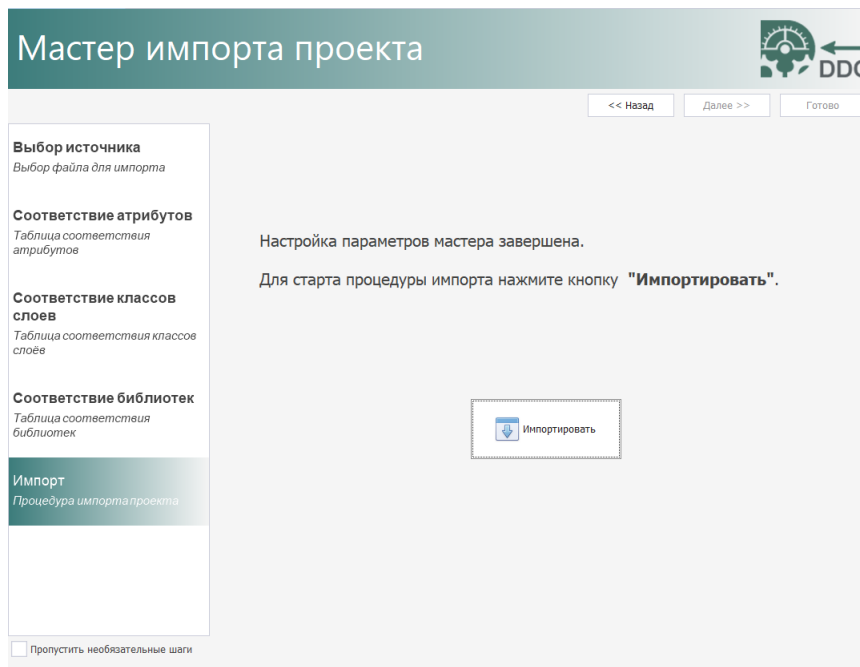 Мастер импорта проекта
<< Назад
Далее >>
Готово
Выбор источника
Выбор файла для импорта
Соответствие атрибутов
Таблица соответствия
атрибутов
Соответствие классов
слоев
Таблица соответствия классов
слоёв
Соответствие библиотек
Таблица соответствия
библиотек
Импорт
Процедура импорта проекта
Настройка параметров мастера завершена.
Для старта процедуры импорта нажмите кнопку "Импортировать".
Импортировать
Пропустить необязательные шаги